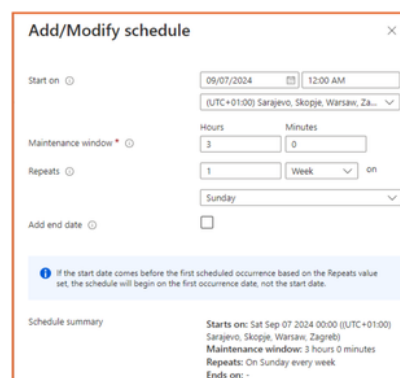 Add/Modify schedule
Start on
09/07/2024
12:00 AM
(UTC+01:00) Sarajevo, Skopje, Warsaw, Za...
Hours
Minutes
Maintenance window *
3
0
Repeats
1
Week
on
Sunday
Add end date
If the start date comes before the first scheduled occurrence based on the Repeats value
set, the schedule will begin on the first occurrence date, not the start date.
Schedule summary
Starts on: Sat Sep 07 2024 00:00 ((UTC+01:00)
Sarajevo, Skopje, Warsaw, Zagreb)
Maintenance window: 3 hours 0 minutes
Repeats: On Sunday every week
Ends on: -